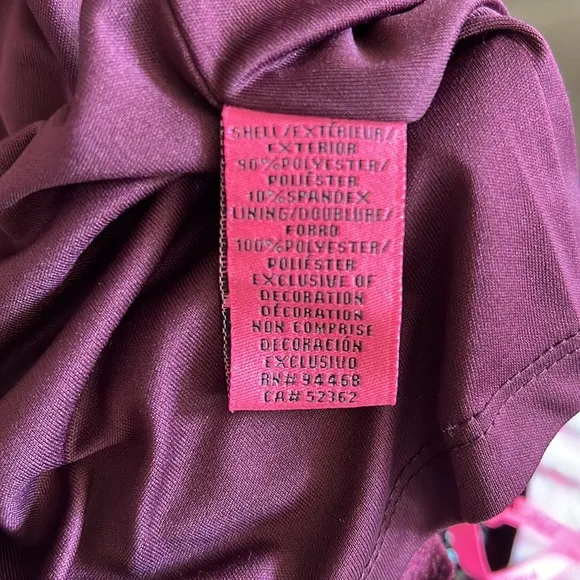 SHELL/EXTÉRIEUR/
EXTERIOR
90%POLYESTER/
POLIÉSTER
10%SPANDEX
LINING/DOUBLURE/
FORRO
100%POLYESTER/
POLIÉSTER
EXCLUSIVE OF
DECORATION
DÉCORATION
NON COMPRISE
DECORACIÓN
EXCLUSIVO
RN# 94468
CA# 52362